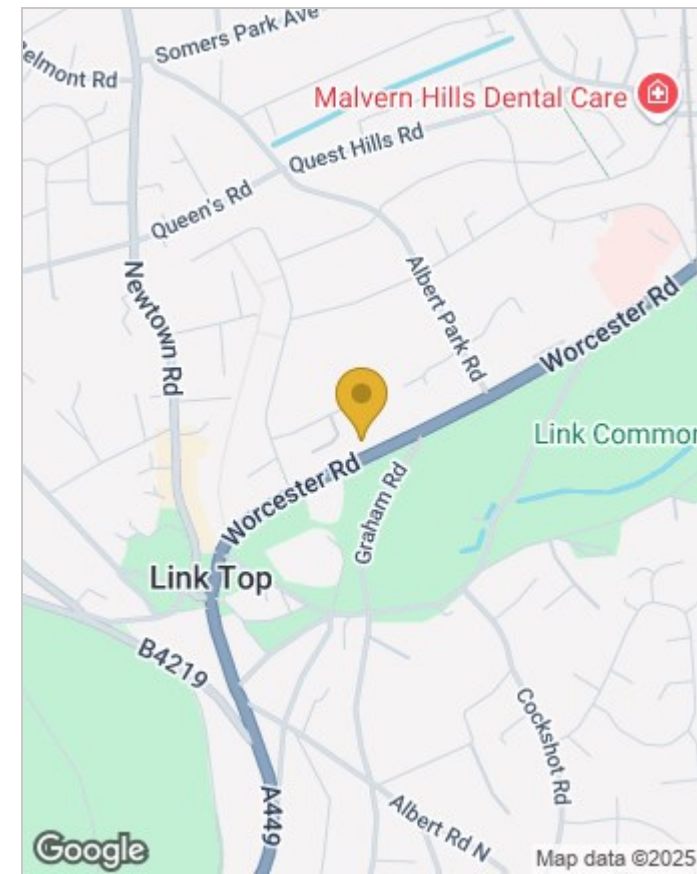 Somers Park Ave
elmont Rd
Malvern Hills Dental Care
Quest Hills Rd
Queen's Rd
Albert Park Rd
Newtown Rd
Worcester Rd
Link Common
Worcester Rd
Graham Rd
Link Top
B4219
Cockshot Rd
A449
Albert Rd N
Google
Map data ©2025